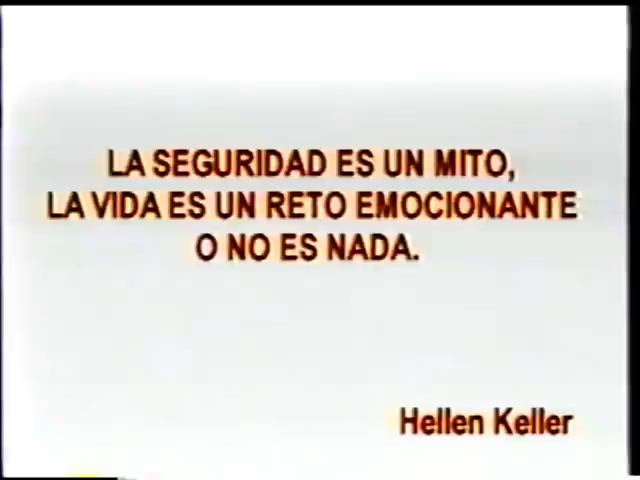 LA SEGURIDAD ES UN MITO,
LA VIDA ES UN RETO EMOCIONANTE
O NO ES NADA.
Hellen Keller